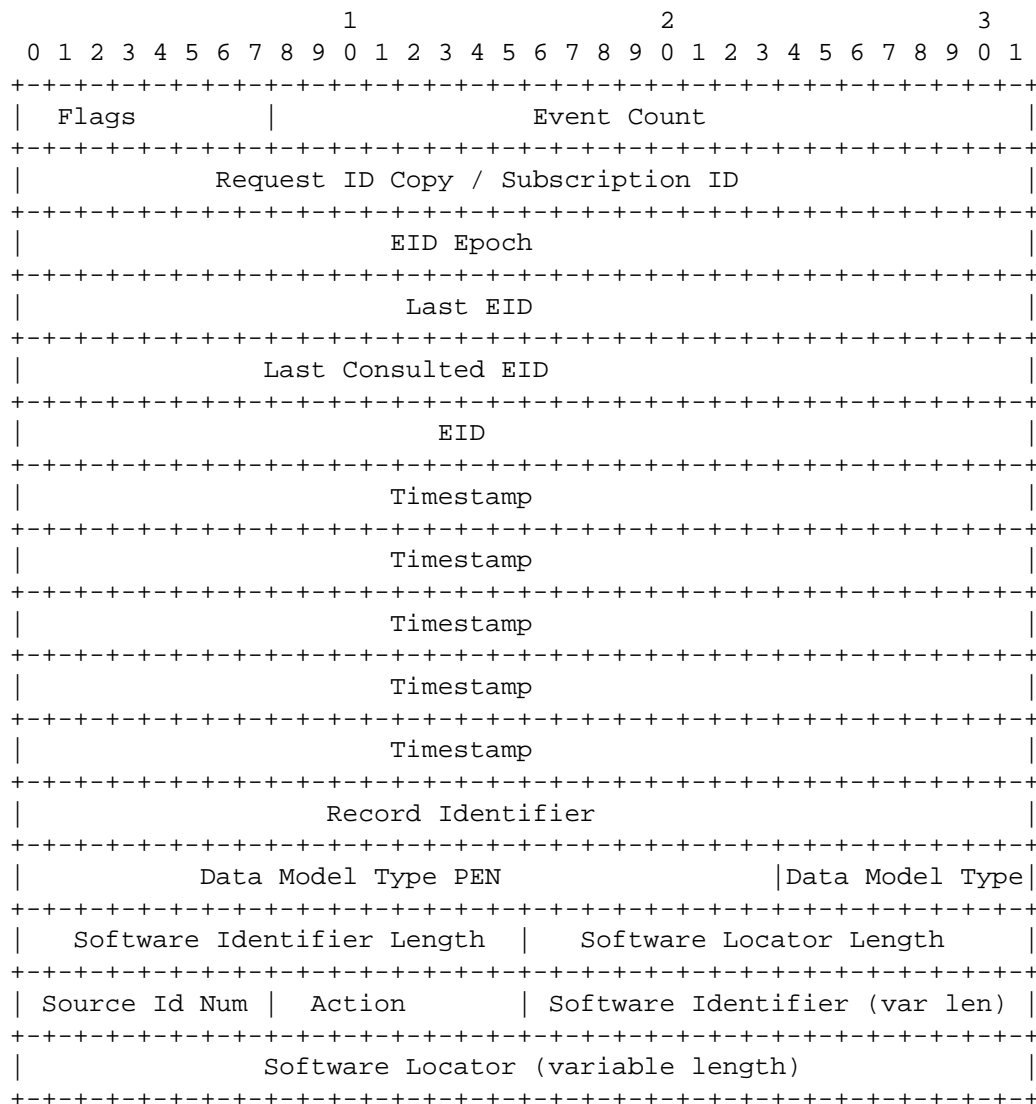 1                   2                   3
 0 1 2 3 4 5 6 7 8 9 0 1 2 3 4 5 6 7 8 9 0 1 2 3 4 5 6 7 8 9 0 1
+-+-+-+-+-+-+-+-+-+-+-+-+-+-+-+-+-+-+-+-+-+-+-+-+-+-+-+-+-+-+-+-+
|  Flags        |                Event Count                    |
+-+-+-+-+-+-+-+-+-+-+-+-+-+-+-+-+-+-+-+-+-+-+-+-+-+-+-+-+-+-+-+-+
|            Request ID Copy / Subscription ID                  |
+-+-+-+-+-+-+-+-+-+-+-+-+-+-+-+-+-+-+-+-+-+-+-+-+-+-+-+-+-+-+-+-+
|                       EID Epoch                               |
+-+-+-+-+-+-+-+-+-+-+-+-+-+-+-+-+-+-+-+-+-+-+-+-+-+-+-+-+-+-+-+-+
|                        Last EID                               |
+-+-+-+-+-+-+-+-+-+-+-+-+-+-+-+-+-+-+-+-+-+-+-+-+-+-+-+-+-+-+-+-+
|               Last Consulted EID                              |
+-+-+-+-+-+-+-+-+-+-+-+-+-+-+-+-+-+-+-+-+-+-+-+-+-+-+-+-+-+-+-+-+
|                          EID                                  |
+-+-+-+-+-+-+-+-+-+-+-+-+-+-+-+-+-+-+-+-+-+-+-+-+-+-+-+-+-+-+-+-+
|                       Timestamp                               |
+-+-+-+-+-+-+-+-+-+-+-+-+-+-+-+-+-+-+-+-+-+-+-+-+-+-+-+-+-+-+-+-+
|                       Timestamp                               |
+-+-+-+-+-+-+-+-+-+-+-+-+-+-+-+-+-+-+-+-+-+-+-+-+-+-+-+-+-+-+-+-+
|                       Timestamp                               |
+-+-+-+-+-+-+-+-+-+-+-+-+-+-+-+-+-+-+-+-+-+-+-+-+-+-+-+-+-+-+-+-+
|                       Timestamp                               |
+-+-+-+-+-+-+-+-+-+-+-+-+-+-+-+-+-+-+-+-+-+-+-+-+-+-+-+-+-+-+-+-+
|                       Timestamp                               |
+-+-+-+-+-+-+-+-+-+-+-+-+-+-+-+-+-+-+-+-+-+-+-+-+-+-+-+-+-+-+-+-+
|                   Record Identifier                           |
+-+-+-+-+-+-+-+-+-+-+-+-+-+-+-+-+-+-+-+-+-+-+-+-+-+-+-+-+-+-+-+-+
|           Data Model Type PEN                 |Data Model Type|
+-+-+-+-+-+-+-+-+-+-+-+-+-+-+-+-+-+-+-+-+-+-+-+-+-+-+-+-+-+-+-+-+
|   Software Identifier Length  |   Software Locator Length     |
+-+-+-+-+-+-+-+-+-+-+-+-+-+-+-+-+-+-+-+-+-+-+-+-+-+-+-+-+-+-+-+-+
| Source Id Num |  Action       | Software Identifier (var len) |
+-+-+-+-+-+-+-+-+-+-+-+-+-+-+-+-+-+-+-+-+-+-+-+-+-+-+-+-+-+-+-+-+
|               Software Locator (variable length)              |
+-+-+-+-+-+-+-+-+-+-+-+-+-+-+-+-+-+-+-+-+-+-+-+-+-+-+-+-+-+-+-+-+